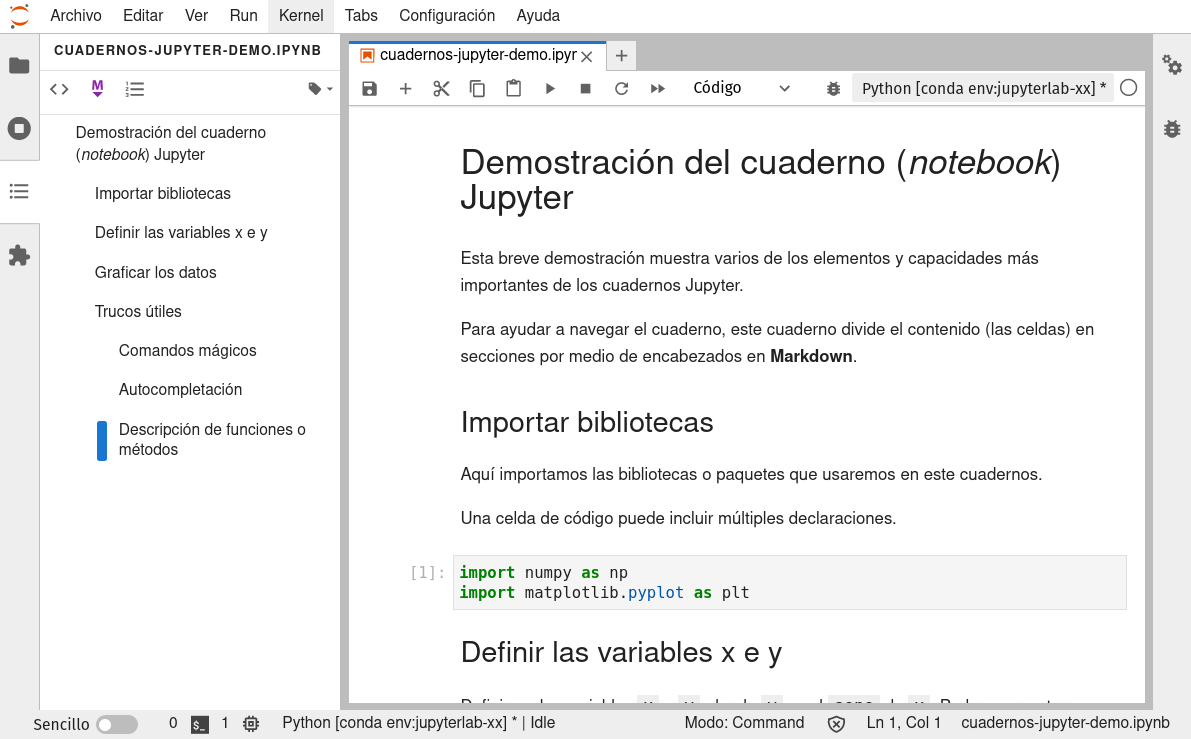 Archivo Editar Ver Run Kernel Tabs Configuración Ayuda
CUADERNOS-JUPYTER-DEMO.IPYNB
M
Demostración del cuaderno
(notebook) Jupyter
Importar bibliotecas
Definir las variables x e y
Graficar los datos
Trucos útiles
Comandos mágicos
Autocompletación
Descripción de funciones o
métodos
cuadernos-jupyter-demo.ipyr
Código Python [conda env:jupyterlab-xx] *
Demostración del cuaderno (notebook)
Jupyter
Esta breve demostración muestra varios de los elementos y capacidades más
importantes de los cuadernos Jupyter.
Para ayudar a navegar el cuaderno, este cuaderno divide el contenido (las celdas) en
secciones por medio de encabezados en Markdown.
Importar bibliotecas
Aquí importamos las bibliotecas o paquetes que usaremos en este cuadernos.
Una celda de código puede incluir múltiples declaraciones.
[1]: import numpy as np
import matplotlib.pyplot as plt
Definir las variables x e y
Sencillo 0 $_ 1 Python [conda env:jupyterlab-xx] * | Idle Modo: Command Ln 1, Col 1 cuadernos-jupyter-demo.ipynb